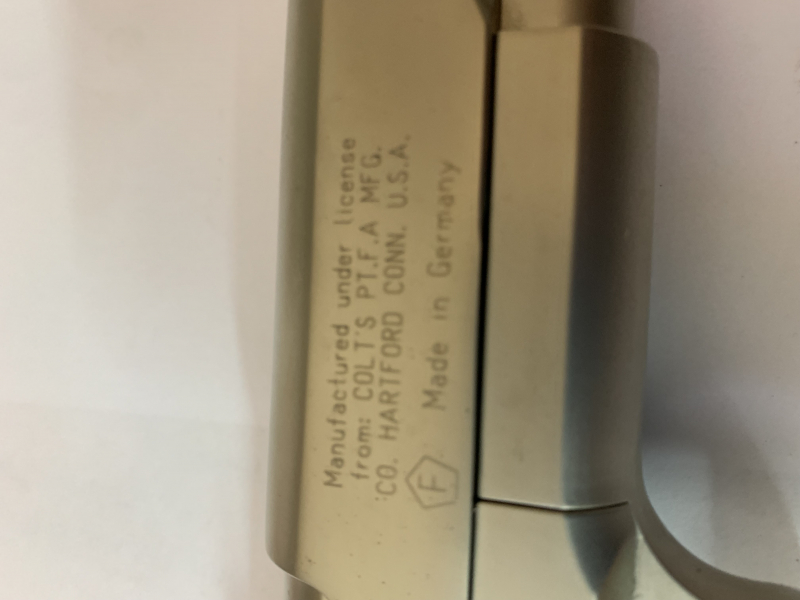 Manufactured under license
from: COLT'S PT.F.A MFG.
CO. HARTFORD CONN. U.S.A.
F Made in Germany